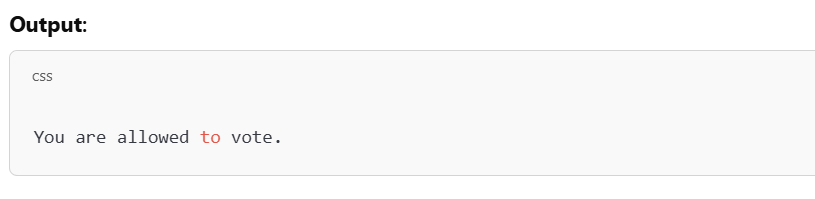 Output:
css
You are allowed to vote.